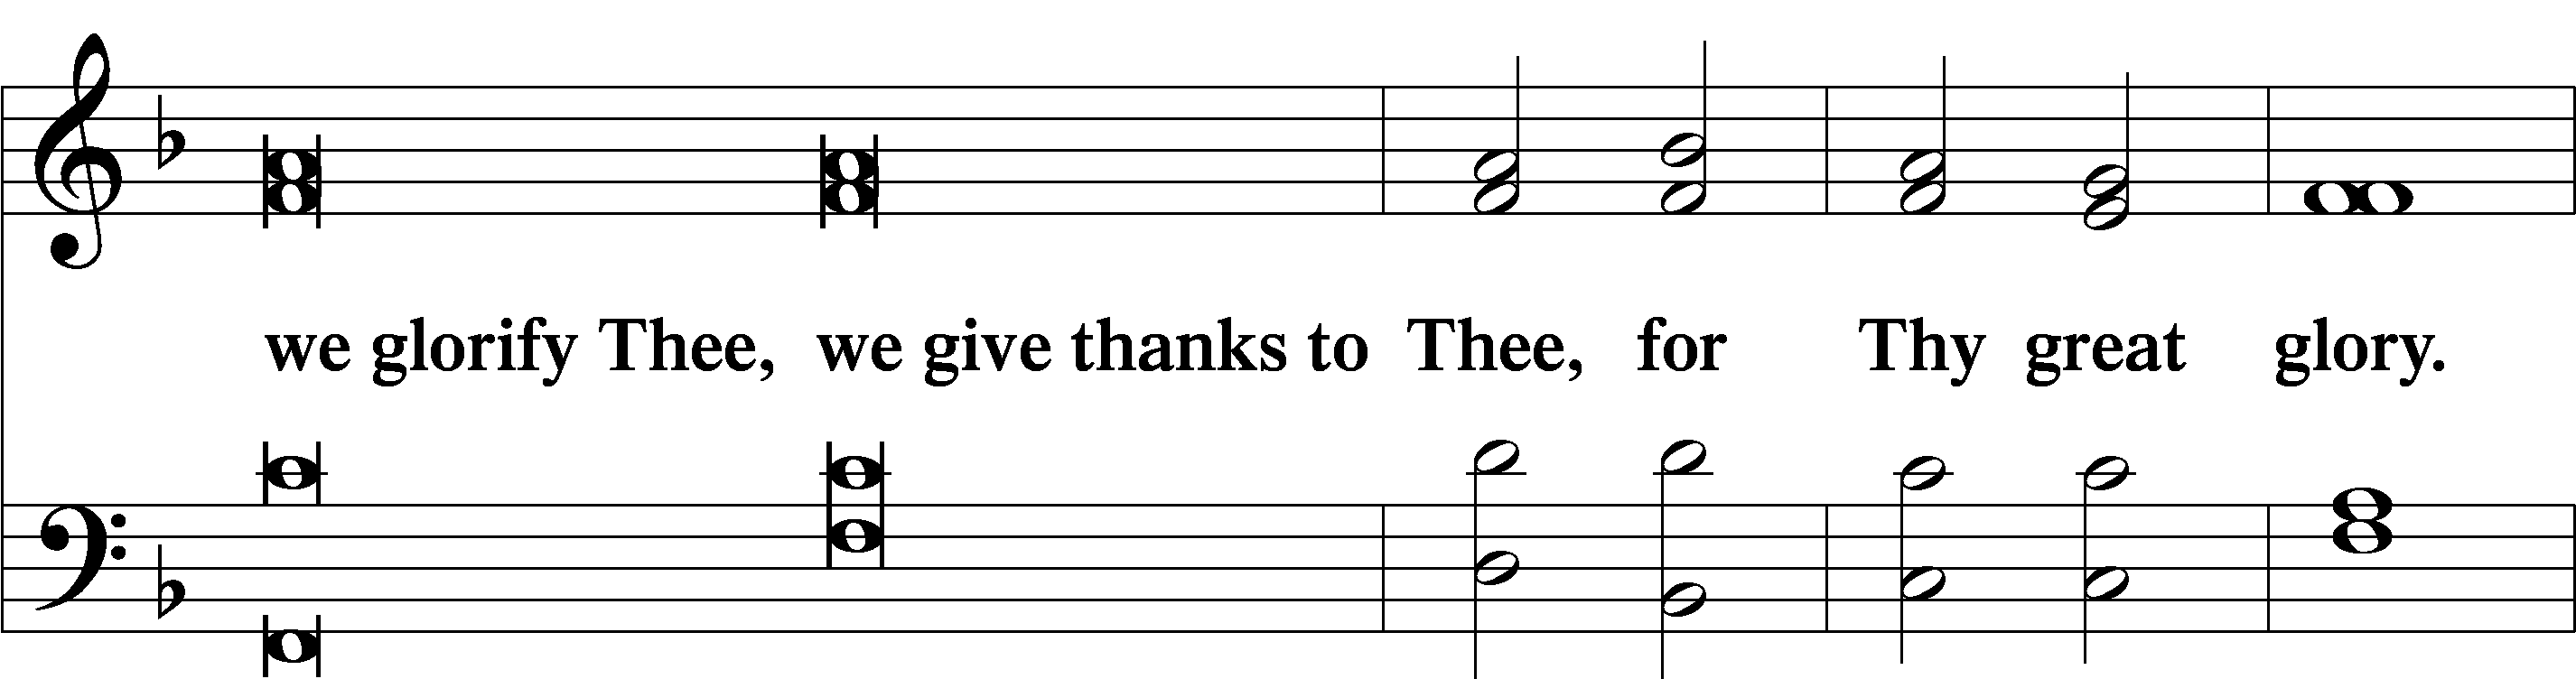 we glorify Thee, we give thanks to Thee, for Thy great glory.